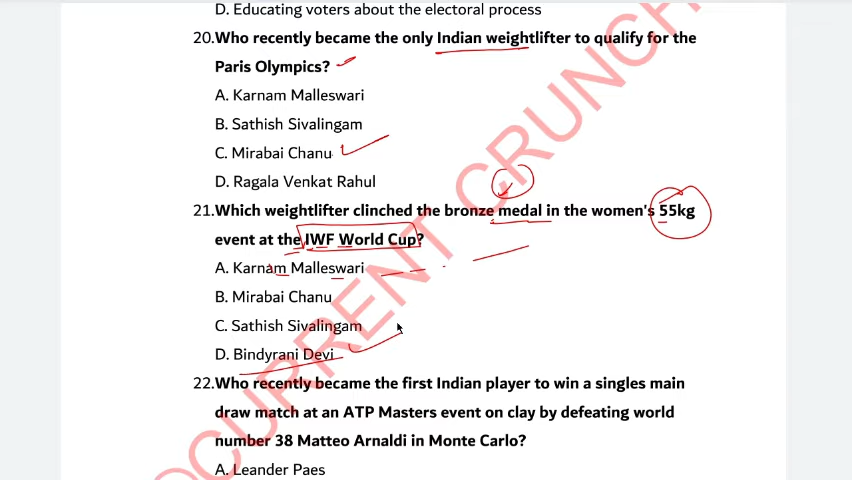 D. Educating voters about the electoral process
20.Who recently became the only Indian weightlifter to qualify for the
Paris Olympics?
A. Karnam Malleswari
B. Sathish Sivalingam
C. Mirabai Chanu
D. Ragala Venkat Rahul
21.Which weightlifter clinched the bronze medal in the women's 55kg
event at the IWF World Cup?
A. Karnam Malleswari
B. Mirabai Chanu
C. Sathish Sivalingam
D. Bindyrani Devi
22.Who recently became the first Indian player to win a singles main
draw match at an ATP Masters event on clay by defeating world
number 38 Matteo Arnaldi in Monte Carlo?
A. Leander Paes
OCURRENT CRUNCH